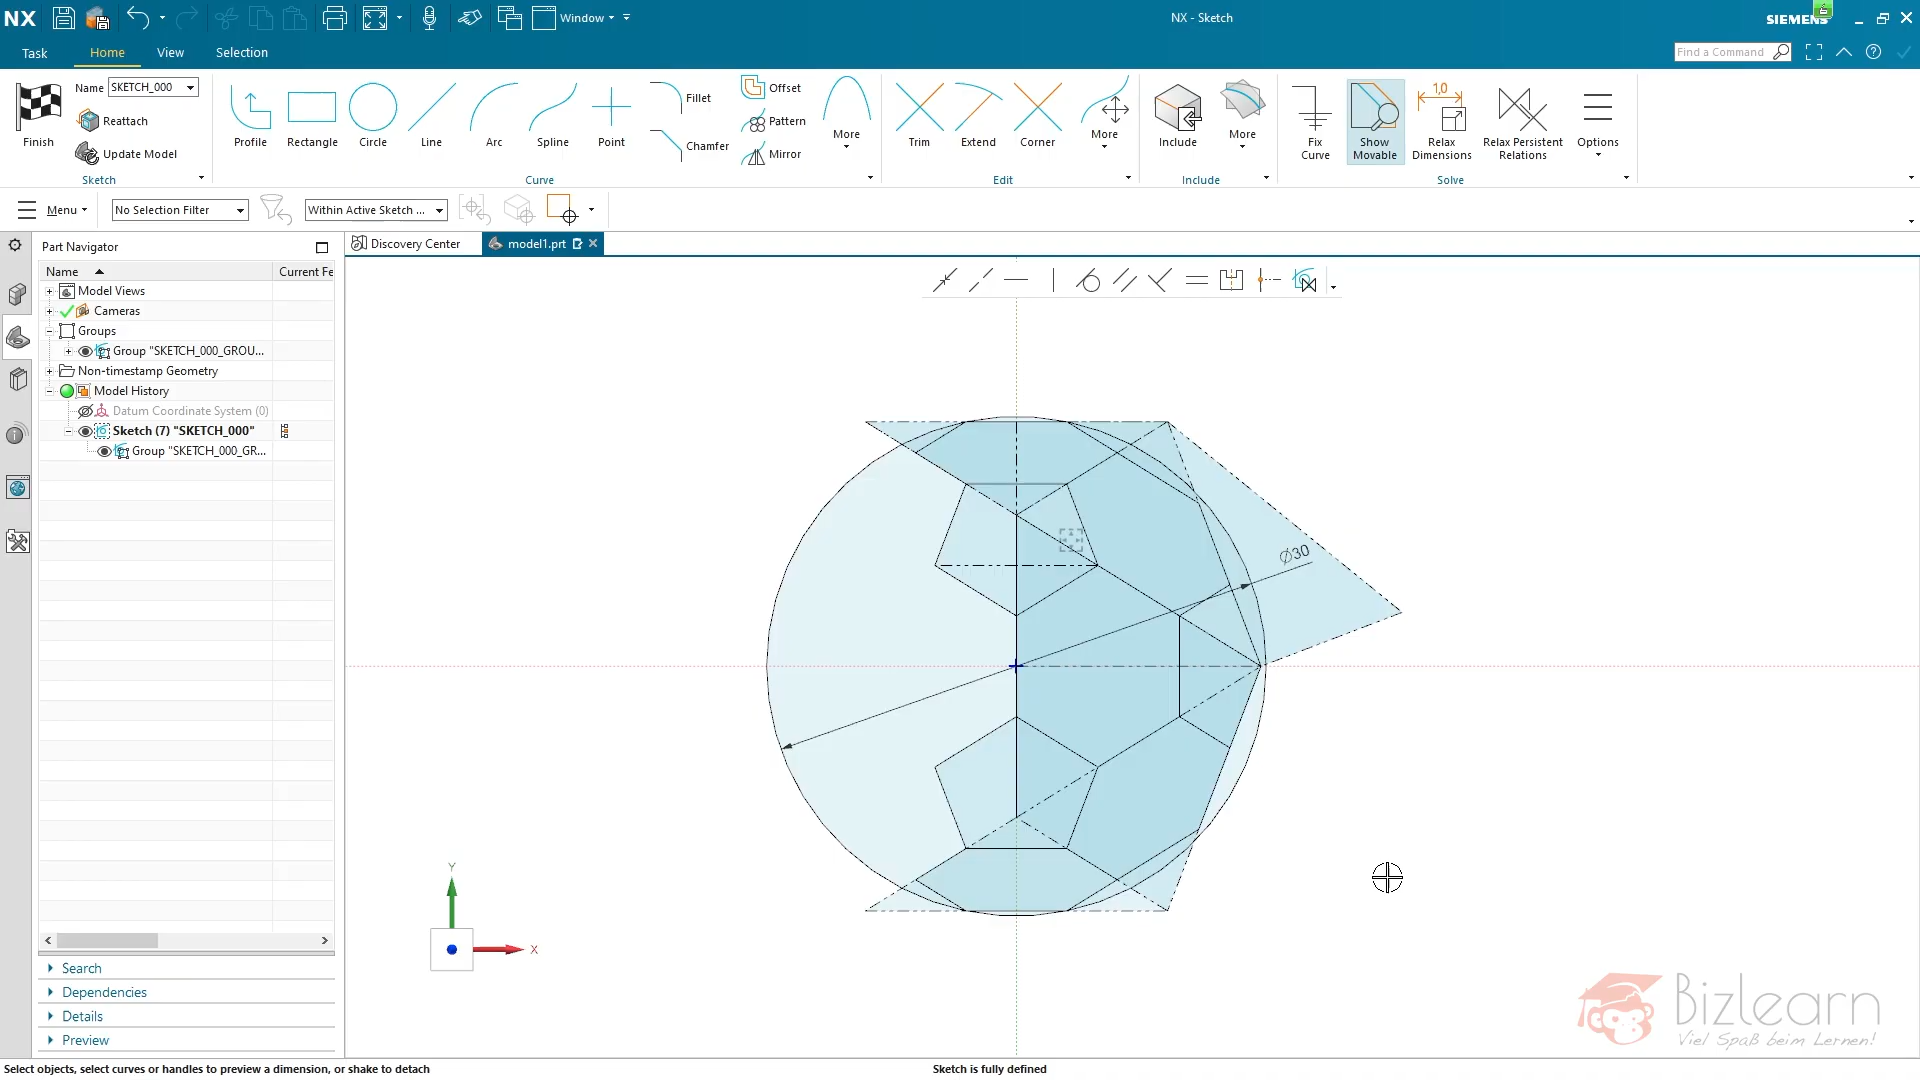 NX
Window
NX - Sketch
SIEMENS
Task
Home
View
Selection
Find a Command
Finish
Name
SKETCH_000
Reattach
Update Model
Sketch
Profile
Rectangle
Circle
Line
Arc
Spline
Point
Fillet
Chamfer
Offset
Pattern
Mirror
More
Curve
Trim
Extend
Corner
More
Edit
Include
More
Include
Fix
Curve
Show
Movable
1,0
Relax
Dimensions
Relax Persistent
Relations
Options
Solve
Menu
No Selection Filter
Within Active Sketch ...
Part Navigator
Discovery Center
model1.prt
Name
Current Fe
Model Views
Cameras
Groups
Group "SKETCH_000_GROU...
Non-timestamp Geometry
Model History
Datum Coordinate System (0)
Sketch (7) "SKETCH_000"
Group "SKETCH_000_GR...
Ø30
Y
X
Search
Dependencies
Details
Preview
Bizlearn
Viel Spaß beim Lernen!
Select objects, select curves or handles to preview a dimension, or shake to detach
Sketch is fully defined